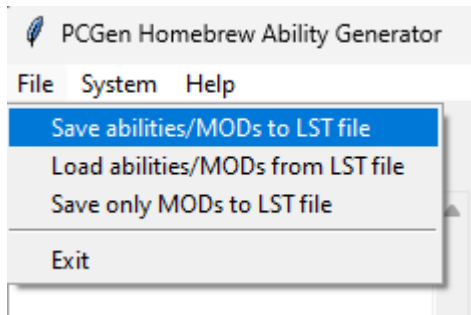 PCGen Homebrew Ability Generator
File System Help
Save abilities/MODs to LST file
Load abilities/MODs from LST file
Save only MODs to LST file
Exit